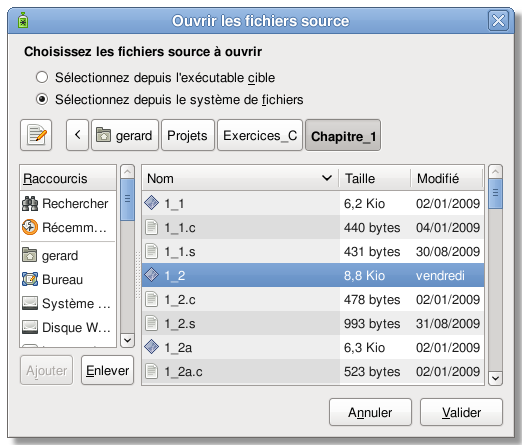 Ouvrir les fichiers source
Choisissez les fichiers source à ouvrir
Sélectionnez depuis l'exécutable cible
Sélectionnez depuis le système de fichiers
gerard Projets Exercices_C Chapitre_1
Raccourcis Nom Taille Modifié
Rechercher 1_1 6,2 Kio 02/01/2009
Récemm... 1_1.c 440 bytes 04/01/2009
1_1.s 431 bytes 30/08/2009
gerard
Bureau 1_2 8,8 Kio vendredi
Système ... 1_2.c 478 bytes 02/01/2009
Disque W... 1_2.s 993 bytes 31/08/2009
1_2a 6,3 Kio 02/01/2009
1_2a.c 523 bytes 02/01/2009
Ajouter Enlever
Annuler Valider